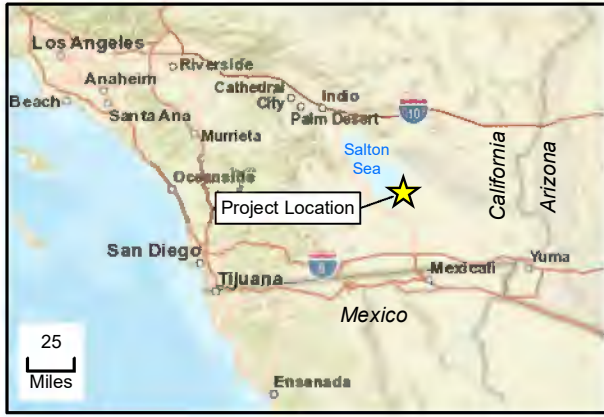 Los Angeles
Riverside
Anaheim
Cathedral
City
Indio
Beach
Santa Ana
Palm Desert
10
Murrieta
Salton
Sea
California
Arizona
Oceanside
Project Location
San Diego
8
Mexicali
Yuma
Tijuana
Mexico
25
Miles
Ensenada